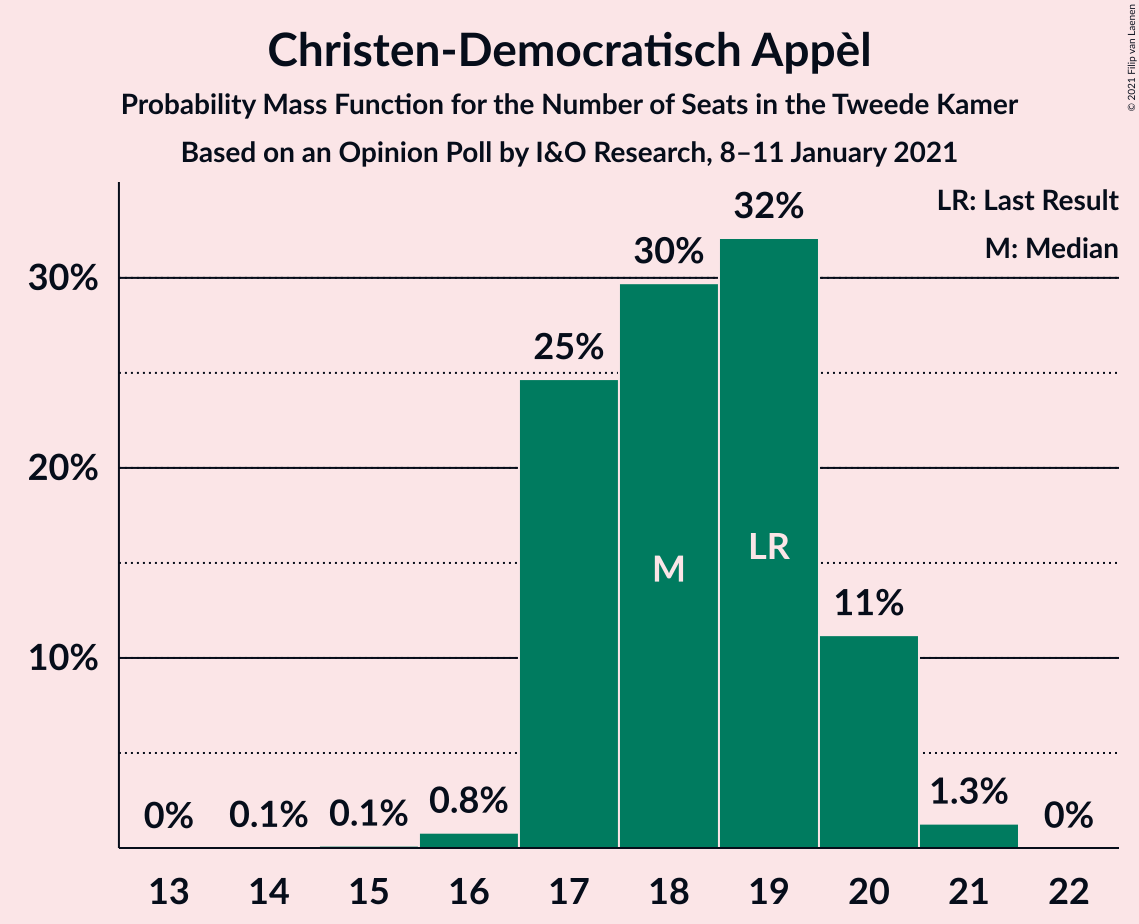 Christen-Democratisch Appèl
Probability Mass Function for the Number of Seats in the Tweede Kamer
Based on an Opinion Poll by I&O Research, 8–11 January 2021
© 2021 Filip van Laenen
LR: Last Result
M: Median
30%
20%
10%
0%
0.1%
0.1%
0.8%
25%
30%
32%
11%
1.3%
0%
M
LR
13 14 15 16 17 18 19 20 21 22